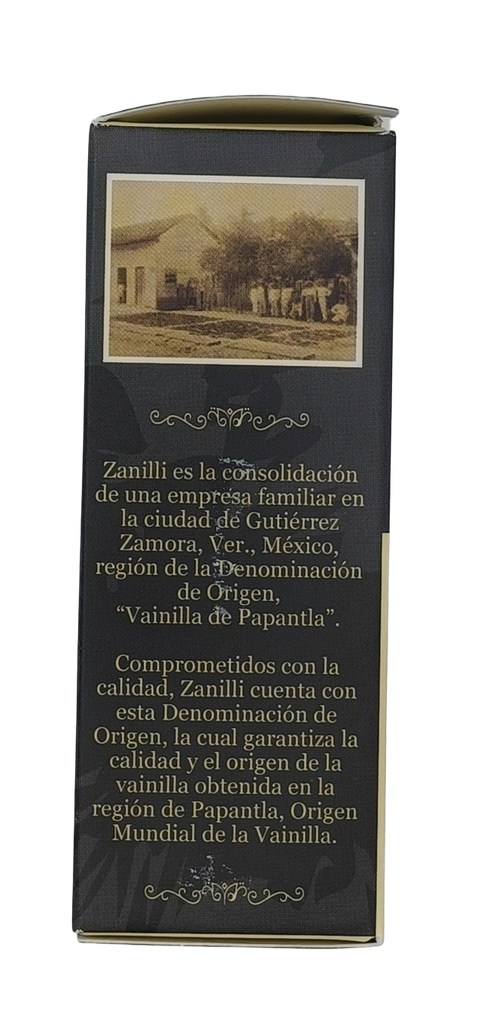 Zanilli es la consolidación
de una empresa familiar en
la ciudad de Gutiérrez
Zamora, Ver., México,
región de la Denominación
de Origen,
“Vainilla de Papantla”.
Comprometidos con la
calidad, Zanilli cuenta con
esta Denominación de
Origen, la cual garantiza la
calidad y el origen de la
vainilla obtenida en la
región de Papantla, Origen
Mundial de la Vainilla.